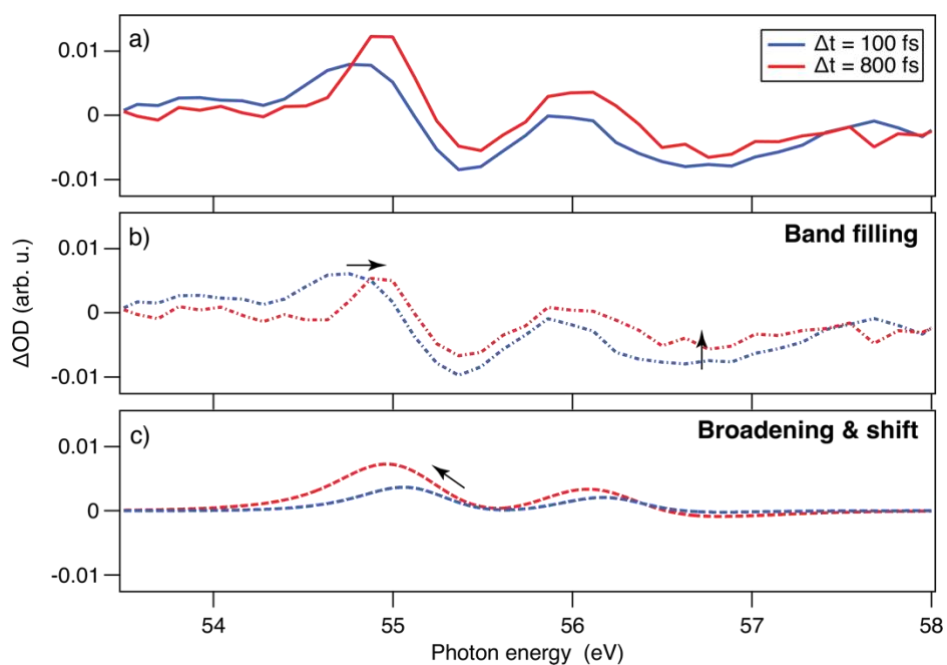 a)
Δt = 100 fs
Δt = 800 fs
0.01
0
-0.01
b)
Band filling
0.01
0
-0.01
ΔOD (arb. u.)
c)
Broadening & shift
0.01
0
-0.01
54
55
56
57
58
Photon energy (eV)